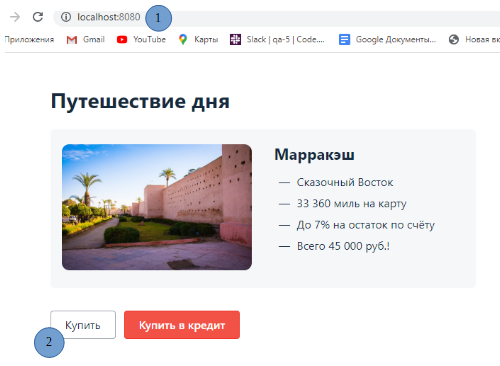 localhost:8080
1
Приложения Gmail YouTube Карты Slack | qa-5 | Code.... Google Документы... Новая вк
Путешествие дня
Марракэш
— Сказочный Восток
— 33 360 миль на карту
— До 7% на остаток по счёту
— Всего 45 000 руб.!
Купить Купить в кредит
2